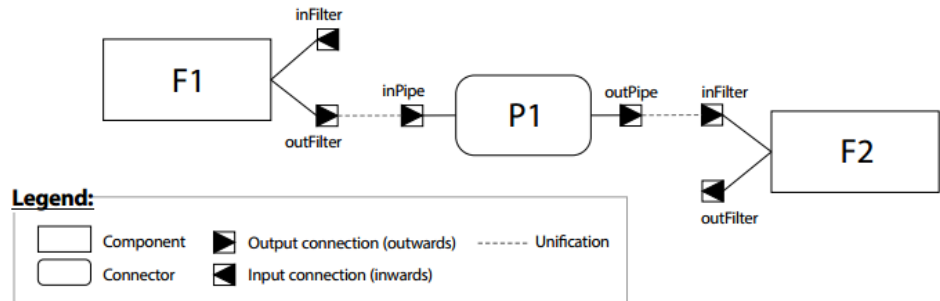 inFilter
F1
inPipe
outPipe
inFilter
P1
outFilter
F2
outFilter
Legend:
Component
Output connection (outwards)
Unification
Connector
Input connection (inwards)